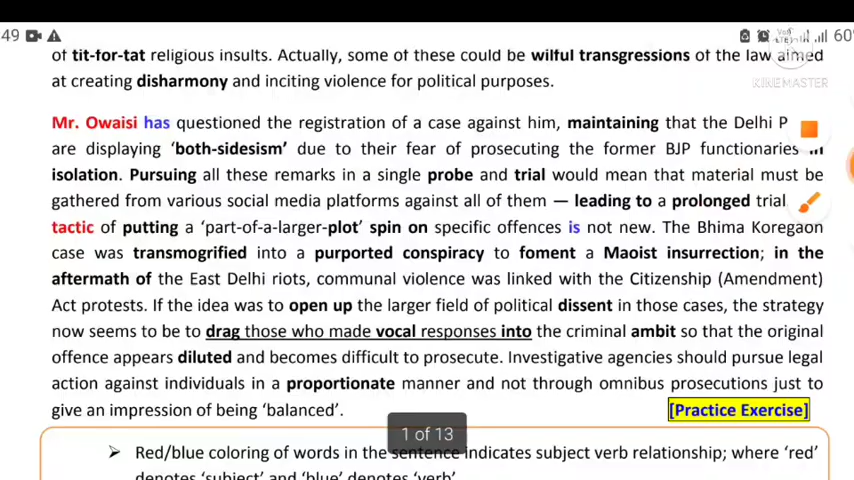 49
60
of tit-for-tat religious insults. Actually, some of these could be wilful transgressions of the law aimed
at creating disharmony and inciting violence for political purposes.
KINEMASTER
Mr. Owaisi has questioned the registration of a case against him, maintaining that the Delhi P
are displaying ‘both-sidesism’ due to their fear of prosecuting the former BJP functionaries in
isolation. Pursuing all these remarks in a single probe and trial would mean that material must be
gathered from various social media platforms against all of them — leading to a prolonged trial
tactic of putting a ‘part-of-a-larger-plot’ spin on specific offences is not new. The Bhima Koregaon
case was transmogrified into a purported conspiracy to foment a Maoist insurrection; in the
aftermath of the East Delhi riots, communal violence was linked with the Citizenship (Amendment)
Act protests. If the idea was to open up the larger field of political dissent in those cases, the strategy
now seems to be to drag those who made vocal responses into the criminal ambit so that the original
offence appears diluted and becomes difficult to prosecute. Investigative agencies should pursue legal
action against individuals in a proportionate manner and not through omnibus prosecutions just to
give an impression of being ‘balanced’. [Practice Exercise]
1 of 13
➢ Red/blue coloring of words in the sentence indicates subject verb relationship; where ‘red’
denotes ‘subject’ and ‘blue’ denotes ‘verb’